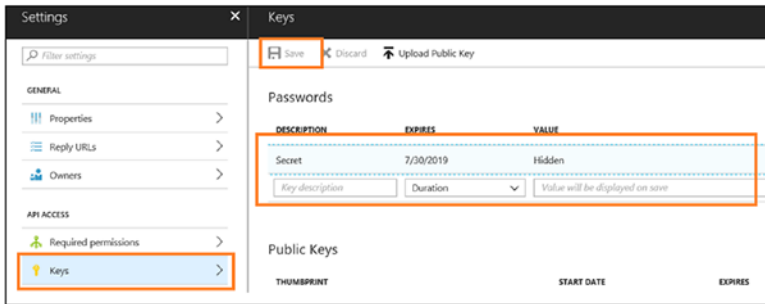 Settings
Keys
Filter settings
Save Discard Upload Public Key
GENERAL
Properties
Reply URLs
Owners
API ACCESS
Required permissions
Keys
Passwords
DESCRIPTION EXPIRES VALUE
Secret 7/30/2019 Hidden
Key description Duration Value will be displayed on save
Public Keys
THUMBPRINT START DATE EXPIRES